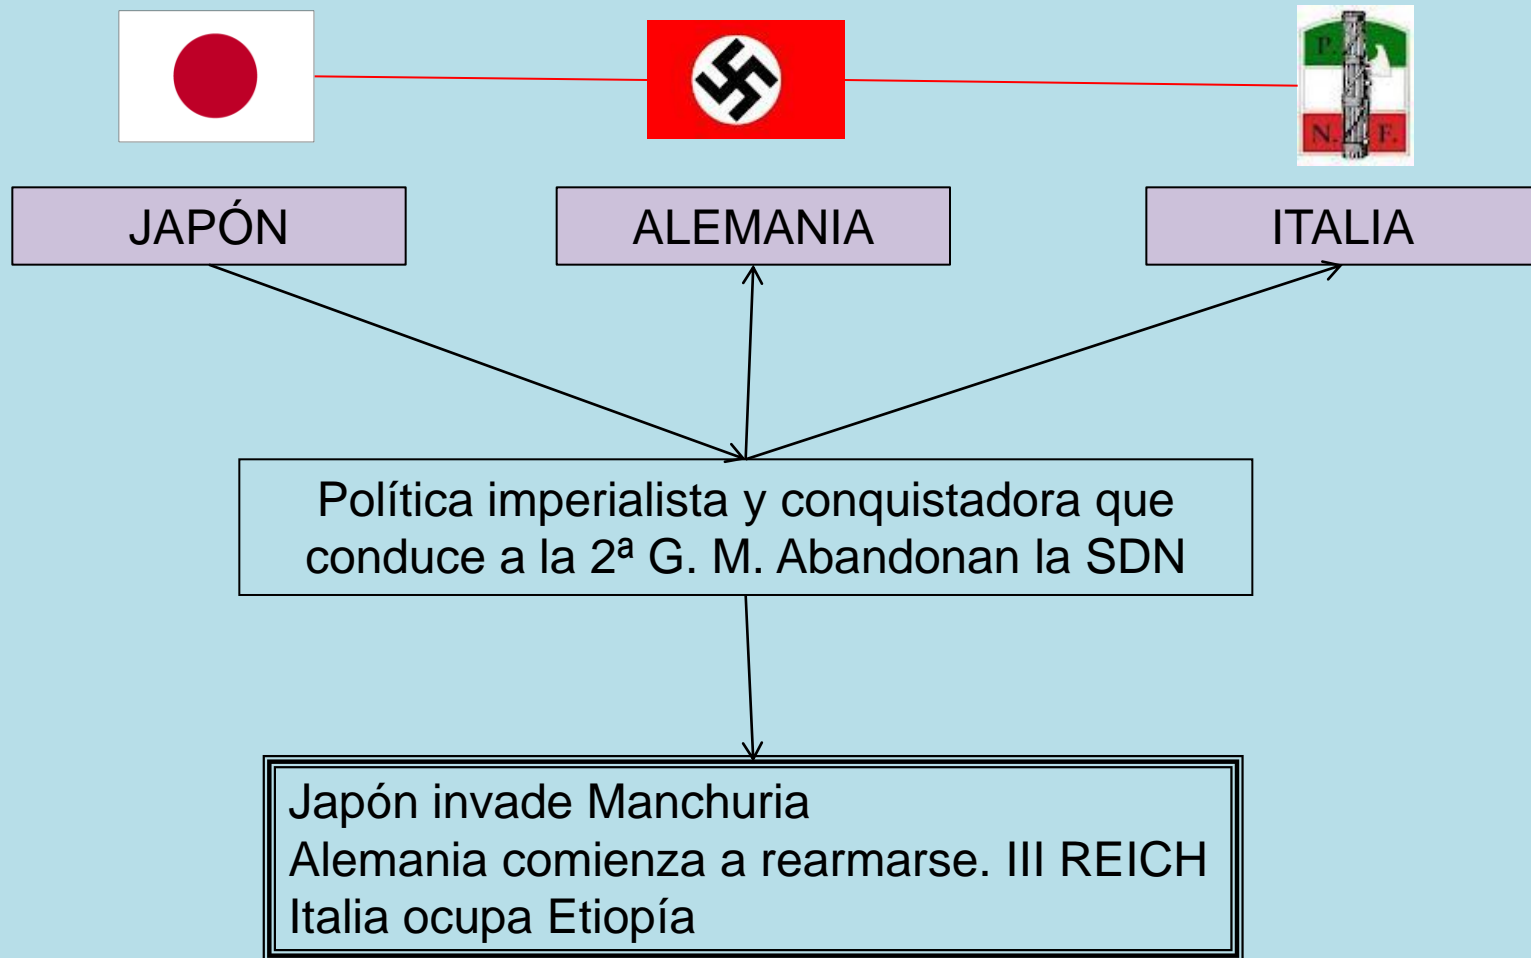 P.
N. F.
JAPÓN
ALEMANIA
ITALIA
Política imperialista y conquistadora que
conduce a la 2ª G. M. Abandonan la SDN
Japón invade Manchuria
Alemania comienza a rearmarse. III REICH
Italia ocupa Etiopía